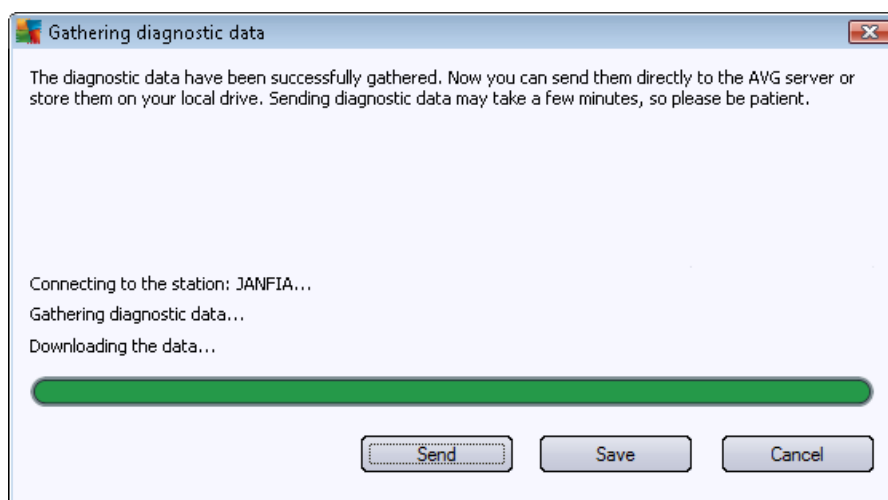 Gathering diagnostic data
The diagnostic data have been successfully gathered. Now you can send them directly to the AVG server or
store them on your local drive. Sending diagnostic data may take a few minutes, so please be patient.
Connecting to the station: JANFIA...
Gathering diagnostic data...
Downloading the data...
Send Save Cancel